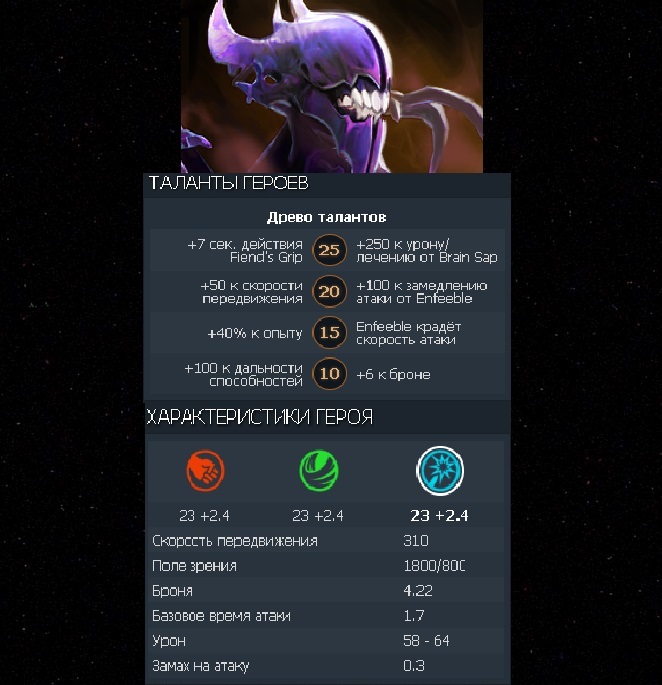 ТАЛАНТЫ ГЕРОЕВ
Древо талантов
+7 сек. действия
Fiend's Grip
25
+250 к урону/
лечению от Brain Sap
+50 к скорости
передвижения
20
+100 к замедлению
атаки от Enfeeble
+40% к опыту
15
Enfeeble крадёт
скорость атаки
+100 к дальности
способностей
10
+6 к броне
ХАРАКТЕРИСТИКИ ГЕРОЯ
23 +2.4 23 +2.4 23 +2.4
Скорость передвижения 310
Поле зрения 1800/800
Броня 4.22
Базовое время атаки 1.7
Урон 58 - 64
Замах на атаку 0.3